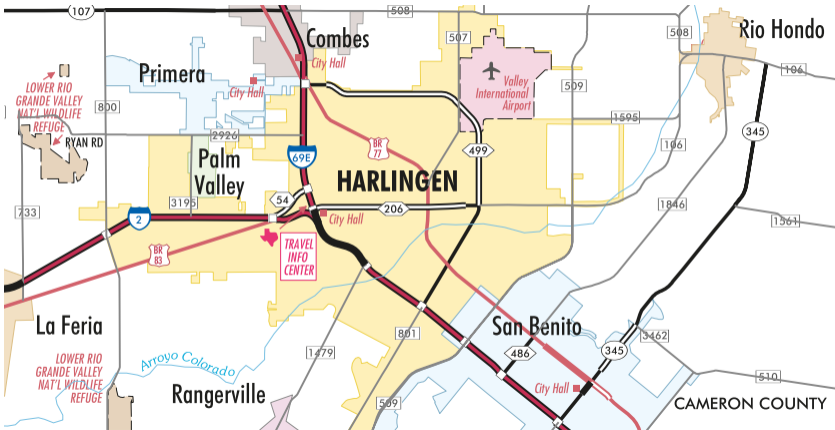 107
508
Combes
City Hall
507
Valley
International
Airport
508
Rio Hondo
106
Primera
City Hall
LOWER RIO
GRANDE VALLEY
NAT'L WILDLIFE
REFUGE
RYAN RD
800
509
1595
345
2926
69E
BR
77
499
106
Palm
Valley
HARLINGEN
3195
54
206
1846
1561
733
2
City Hall
BR
83
TRAVEL
INFO
CENTER
La Feria
801
San Benito
1479
486
345
3462
LOWER RIO
GRANDE VALLEY
NAT'L WILDLIFE
REFUGE
Arroyo Colorado
Rangerville
509
City Hall
510
CAMERON COUNTY